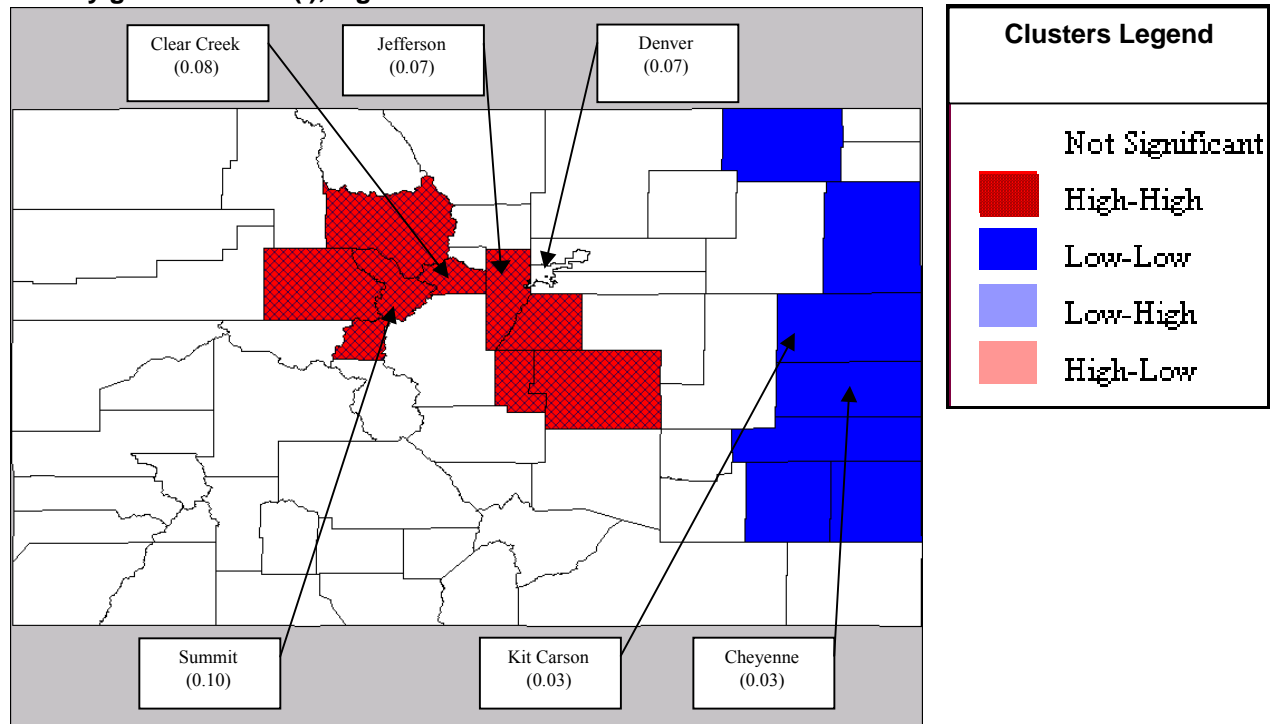 Clear Creek
(0.08)
Jefferson
(0.07)
Denver
(0.07)
Clusters Legend
Not Significant
High-High
Low-Low
Low-High
High-Low
Summit
(0.10)
Kit Carson
(0.03)
Cheyenne
(0.03)